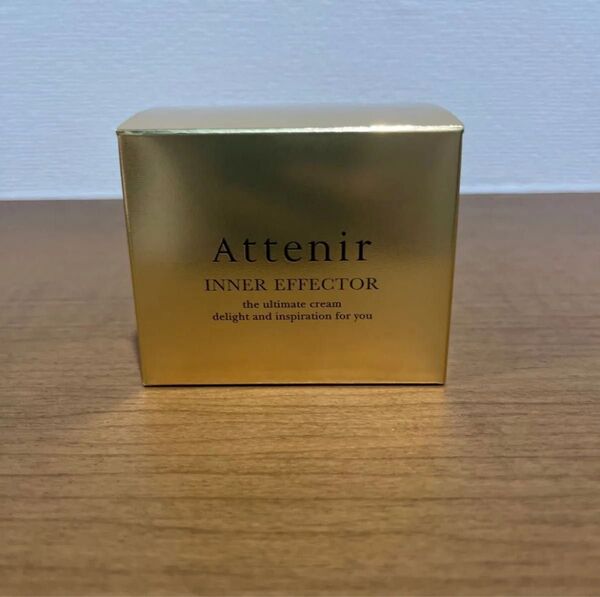 Attenir
INNER EFFECTOR
the ultimate cream
delight and inspiration for you